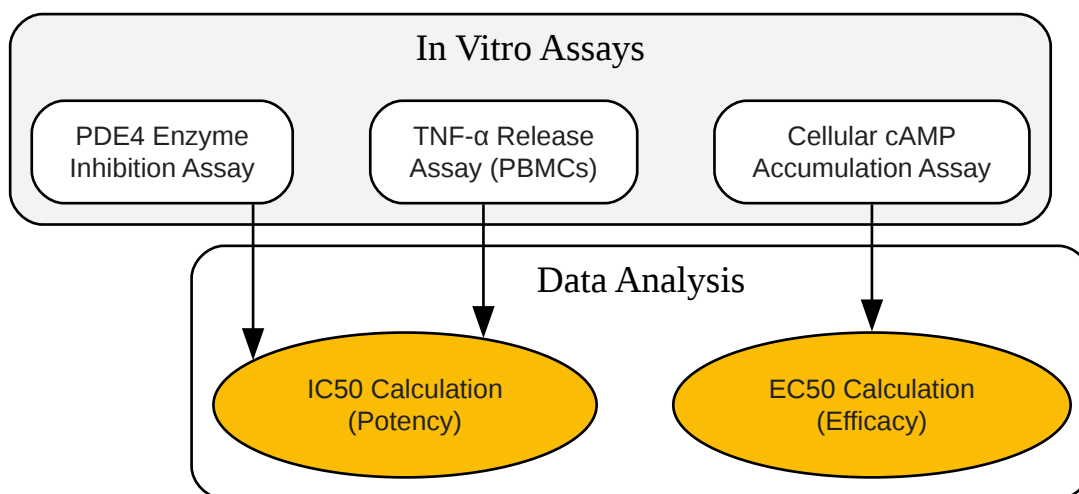 In Vitro Assays
PDE4 Enzyme
Inhibition Assay
TNF-α Release
Assay (PBMCs)
Cellular cAMP
Accumulation Assay
Data Analysis
IC50 Calculation
(Potency)
EC50 Calculation
(Efficacy)